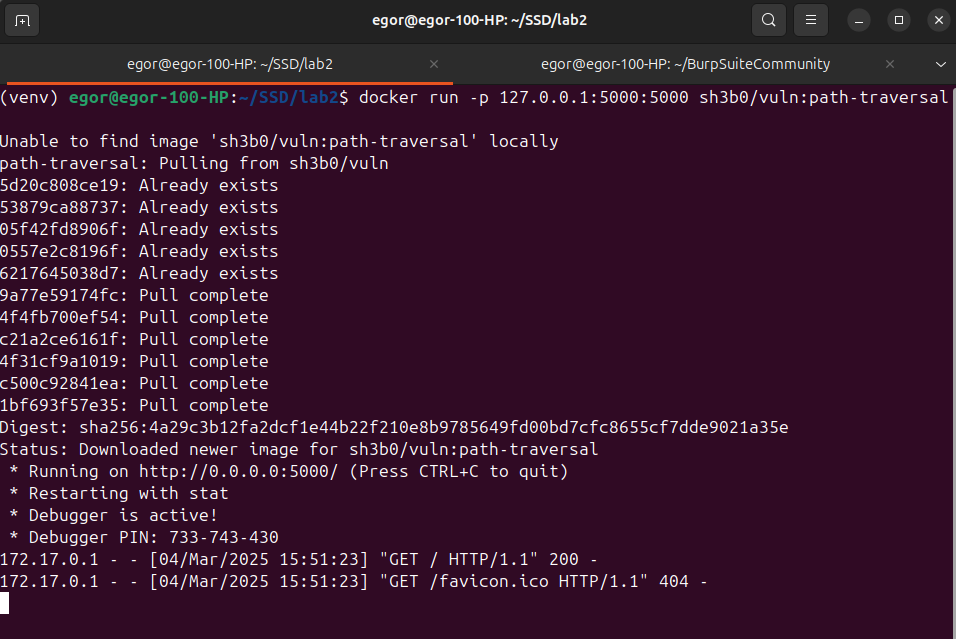 egor@egor-100-HP: ~/SSD/lab2
egor@egor-100-HP: ~/SSD/lab2
egor@egor-100-HP: ~/BurpSuiteCommunity
(venv) egor@egor-100-HP:~/SSD/lab2$ docker run -p 127.0.0.1:5000:5000 sh3b0/vuln:path-traversal
Unable to find image 'sh3b0/vuln:path-traversal' locally
path-traversal: Pulling from sh3b0/vuln
5d20c808ce19: Already exists
53879ca88737: Already exists
05f42fd8906f: Already exists
0557e2c8196f: Already exists
6217645038d7: Already exists
9a77e59174fc: Pull complete
4f4fb700ef54: Pull complete
c21a2ce6161f: Pull complete
4f31cf9a1019: Pull complete
c500c92841ea: Pull complete
1bf693f57e35: Pull complete
Digest: sha256:4a29c3b12fa2dcf1e44b22f210e8b9785649fd00bd7cfc8655cf7dde9021a35e
Status: Downloaded newer image for sh3b0/vuln:path-traversal
 * Running on http://0.0.0.0:5000/ (Press CTRL+C to quit)
 * Restarting with stat
 * Debugger is active!
 * Debugger PIN: 733-743-430
172.17.0.1 - - [04/Mar/2025 15:51:23] "GET / HTTP/1.1" 200 -
172.17.0.1 - - [04/Mar/2025 15:51:23] "GET /favicon.ico HTTP/1.1" 404 -